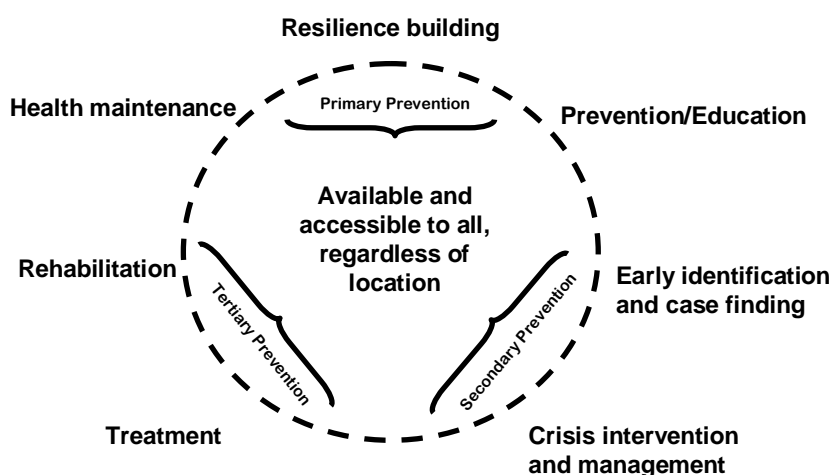 Resilience building
Health maintenance
Primary Prevention
Prevention/Education
Available and
accessible to all,
regardless of
location
Rehabilitation
Tertiary Prevention
Secondary Prevention
Early identification
and case finding
Treatment
Crisis intervention
and management